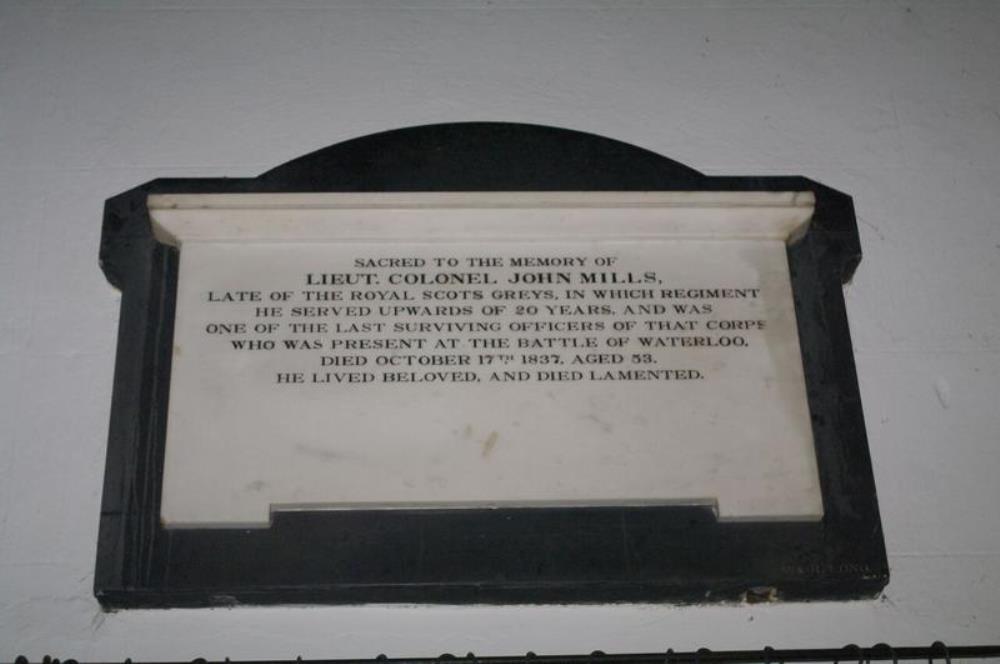 SACRED TO THE MEMORY OF
LIEUT. COLONEL JOHN MILLS,
LATE OF THE ROYAL SCOTS GREYS, IN WHICH REGIMENT
HE SERVED UPWARDS OF 20 YEARS, AND WAS
ONE OF THE LAST SURVIVING OFFICERS OF THAT CORPS
WHO WAS PRESENT AT THE BATTLE OF WATERLOO.
DIED OCTOBER 17TH 1837, AGED 53.
HE LIVED BELOVED, AND DIED LAMENTED.